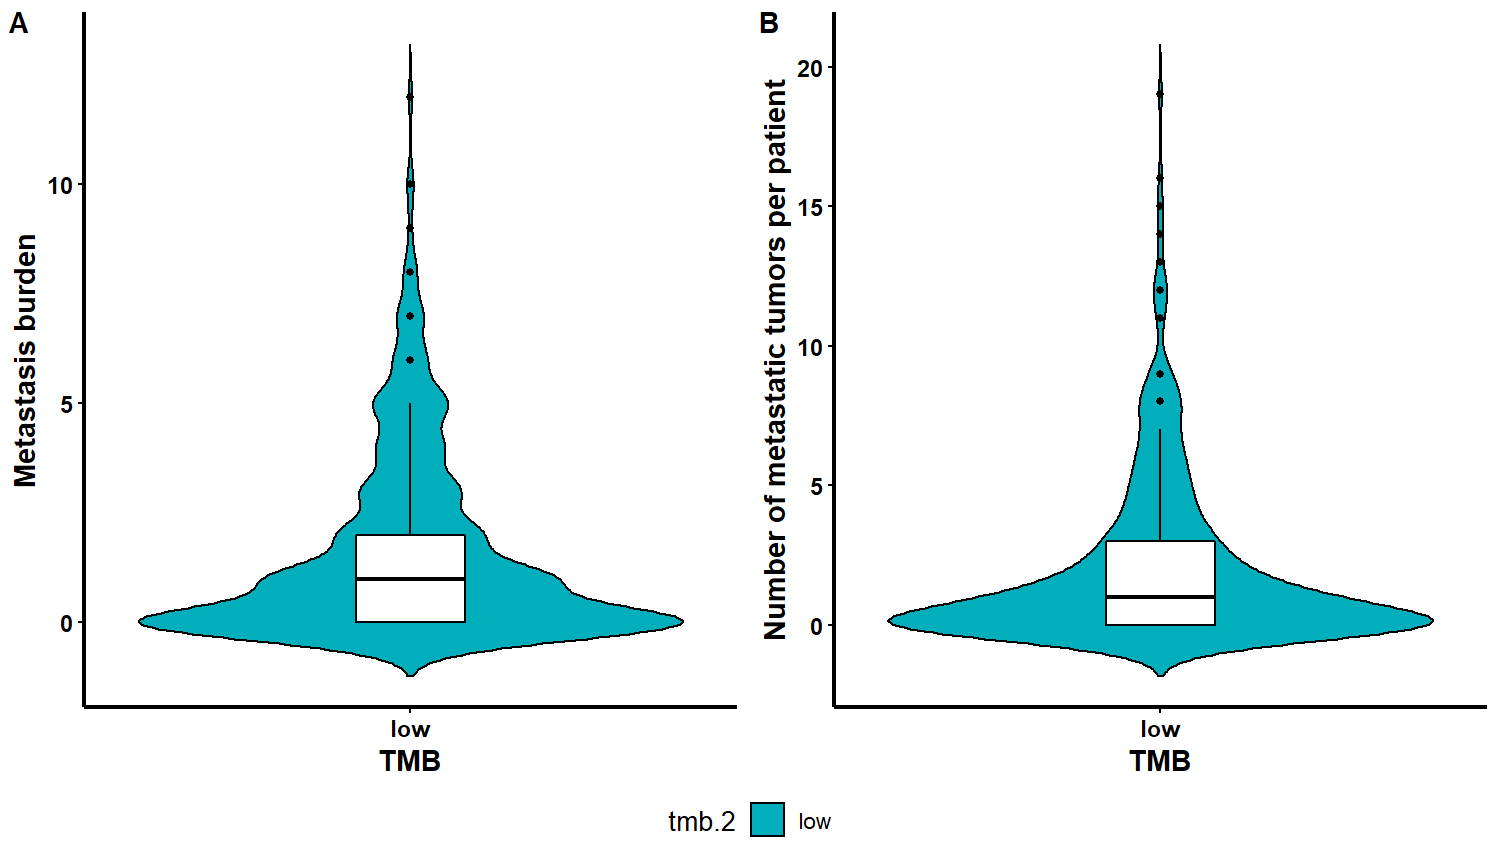 A
Metastasis burden
10
5
0
low
TMB
B
Number of metastatic tumors per patient
20
15
10
5
0
low
TMB
tmb.2 low